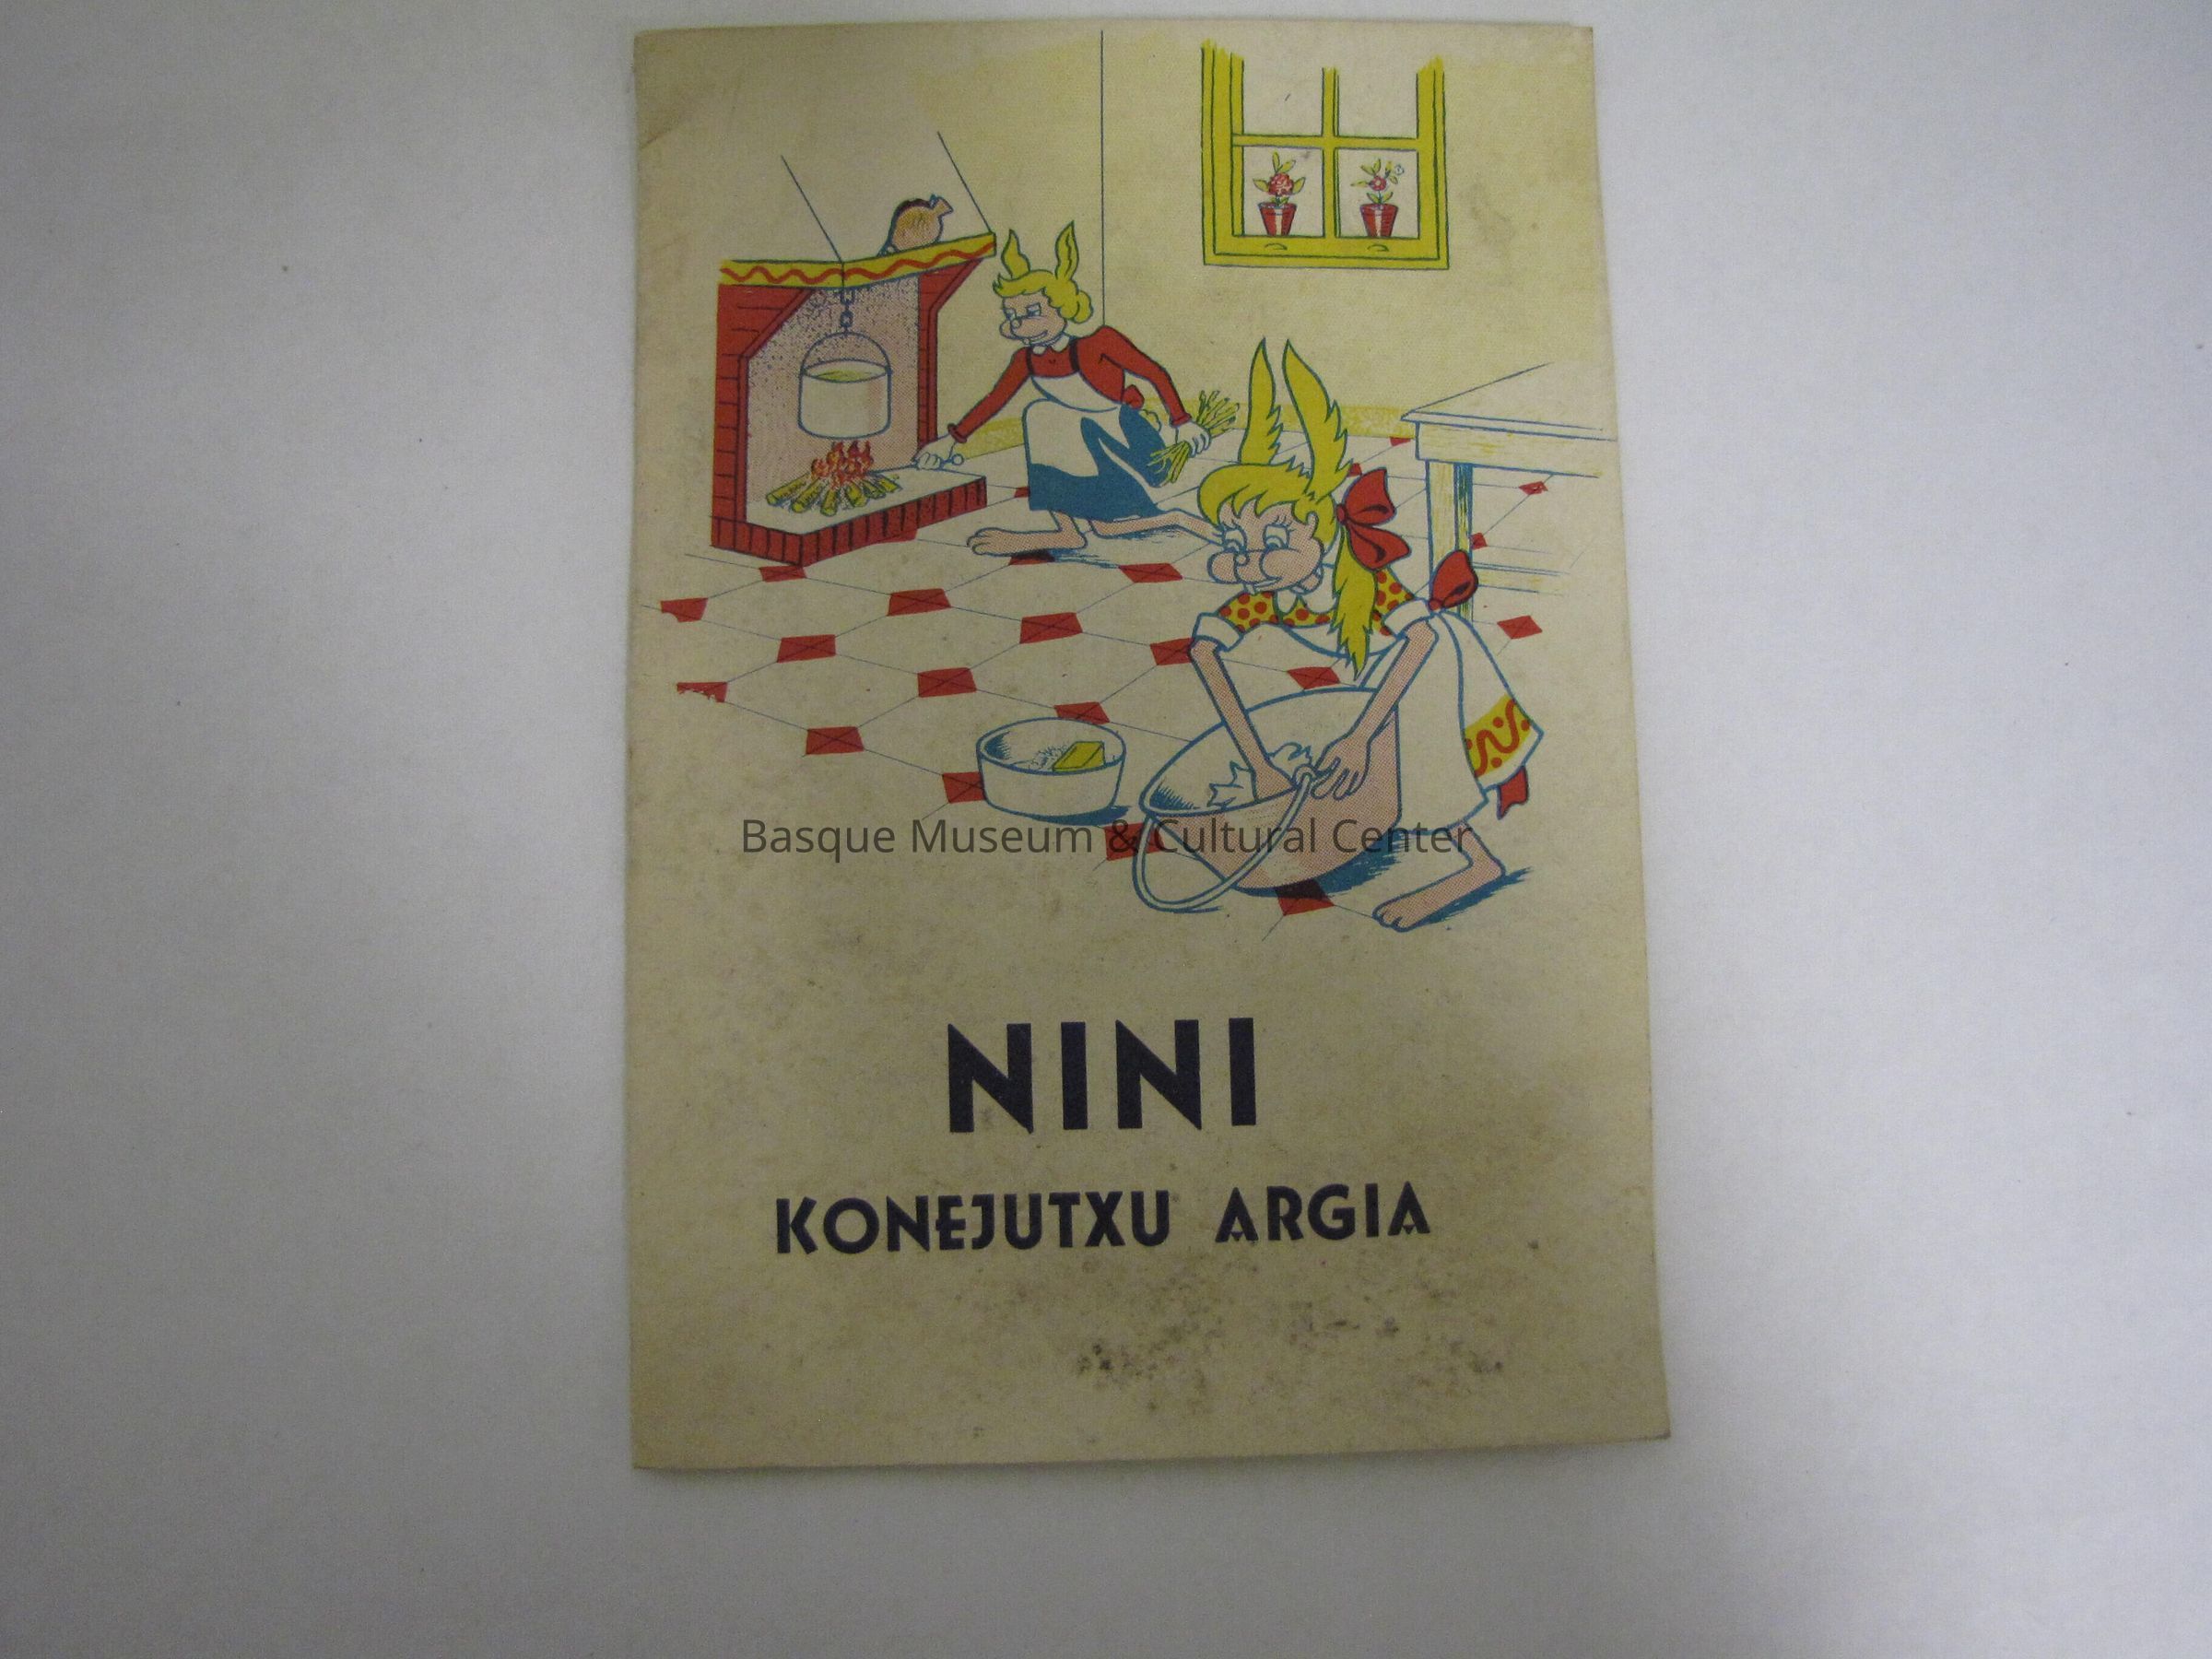 Basque Museum & Cultural Center
NINI
KONEJUTXU ARGIA